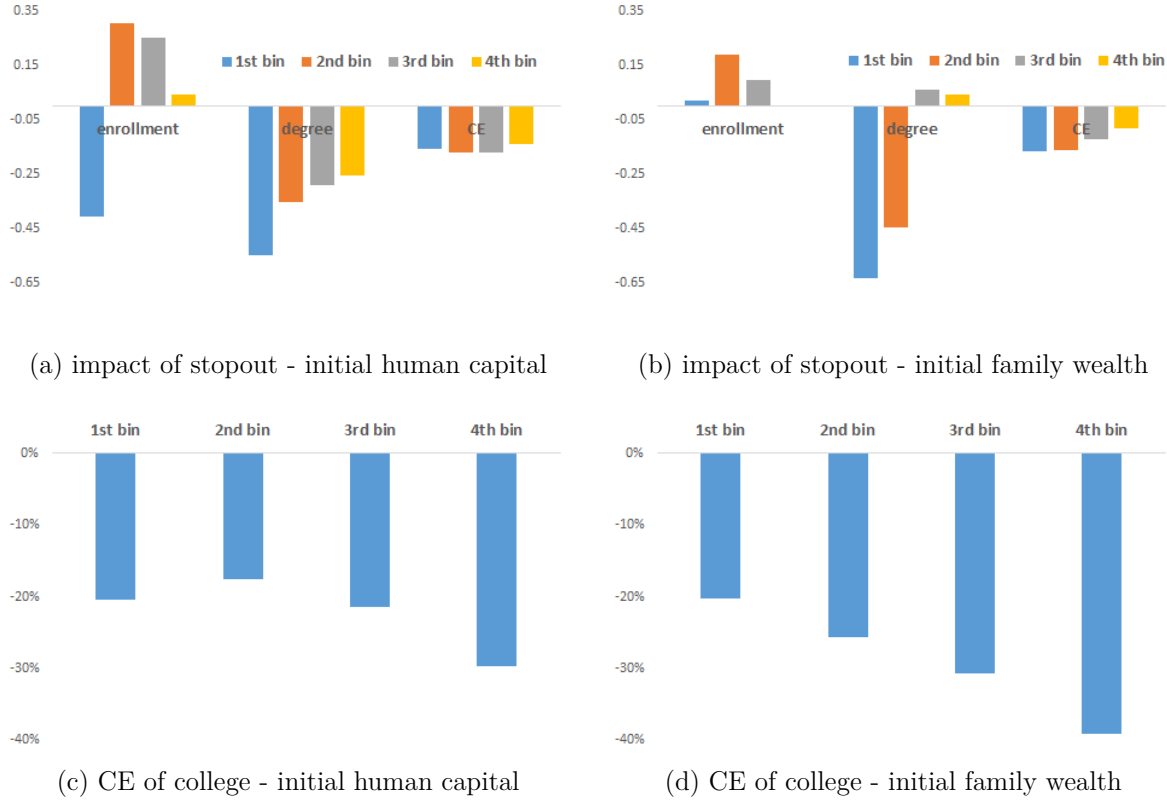 0.35
0.15
-0.05
-0.25
-0.45
-0.65
1st bin 2nd bin 3rd bin 4th bin
enrollment degree CE
(a) impact of stopout - initial human capital
0.35
0.15
-0.05
-0.25
-0.45
-0.65
1st bin 2nd bin 3rd bin 4th bin
enrollment degree CE
(b) impact of stopout - initial family wealth
1st bin 2nd bin 3rd bin 4th bin
0%
-10%
-20%
-30%
-40%
(c) CE of college - initial human capital
1st bin 2nd bin 3rd bin 4th bin
0%
-10%
-20%
-30%
-40%
(d) CE of college - initial family wealth